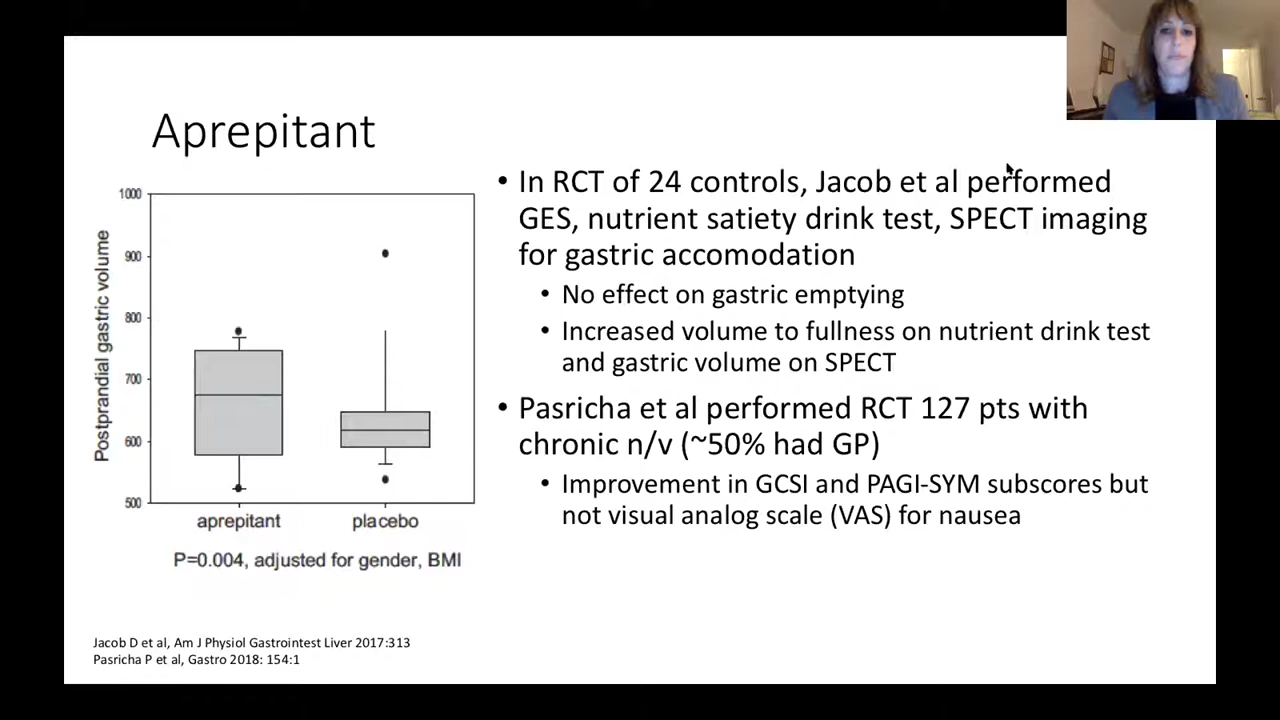 Aprepitant
1000
900
800
700
600
500
Postprandial gastric volume
aprepitant
placebo
P=0.004, adjusted for gender, BMI
• In RCT of 24 controls, Jacob et al performed
GES, nutrient satiety drink test, SPECT imaging
for gastric accomodation
• No effect on gastric emptying
• Increased volume to fullness on nutrient drink test
and gastric volume on SPECT
• Pasricha et al performed RCT 127 pts with
chronic n/v (~50% had GP)
• Improvement in GCSI and PAGI-SYM subscores but
not visual analog scale (VAS) for nausea
Jacob D et al, Am J Physiol Gastrointest Liver 2017:313
Pasricha P et al, Gastro 2018: 154:1